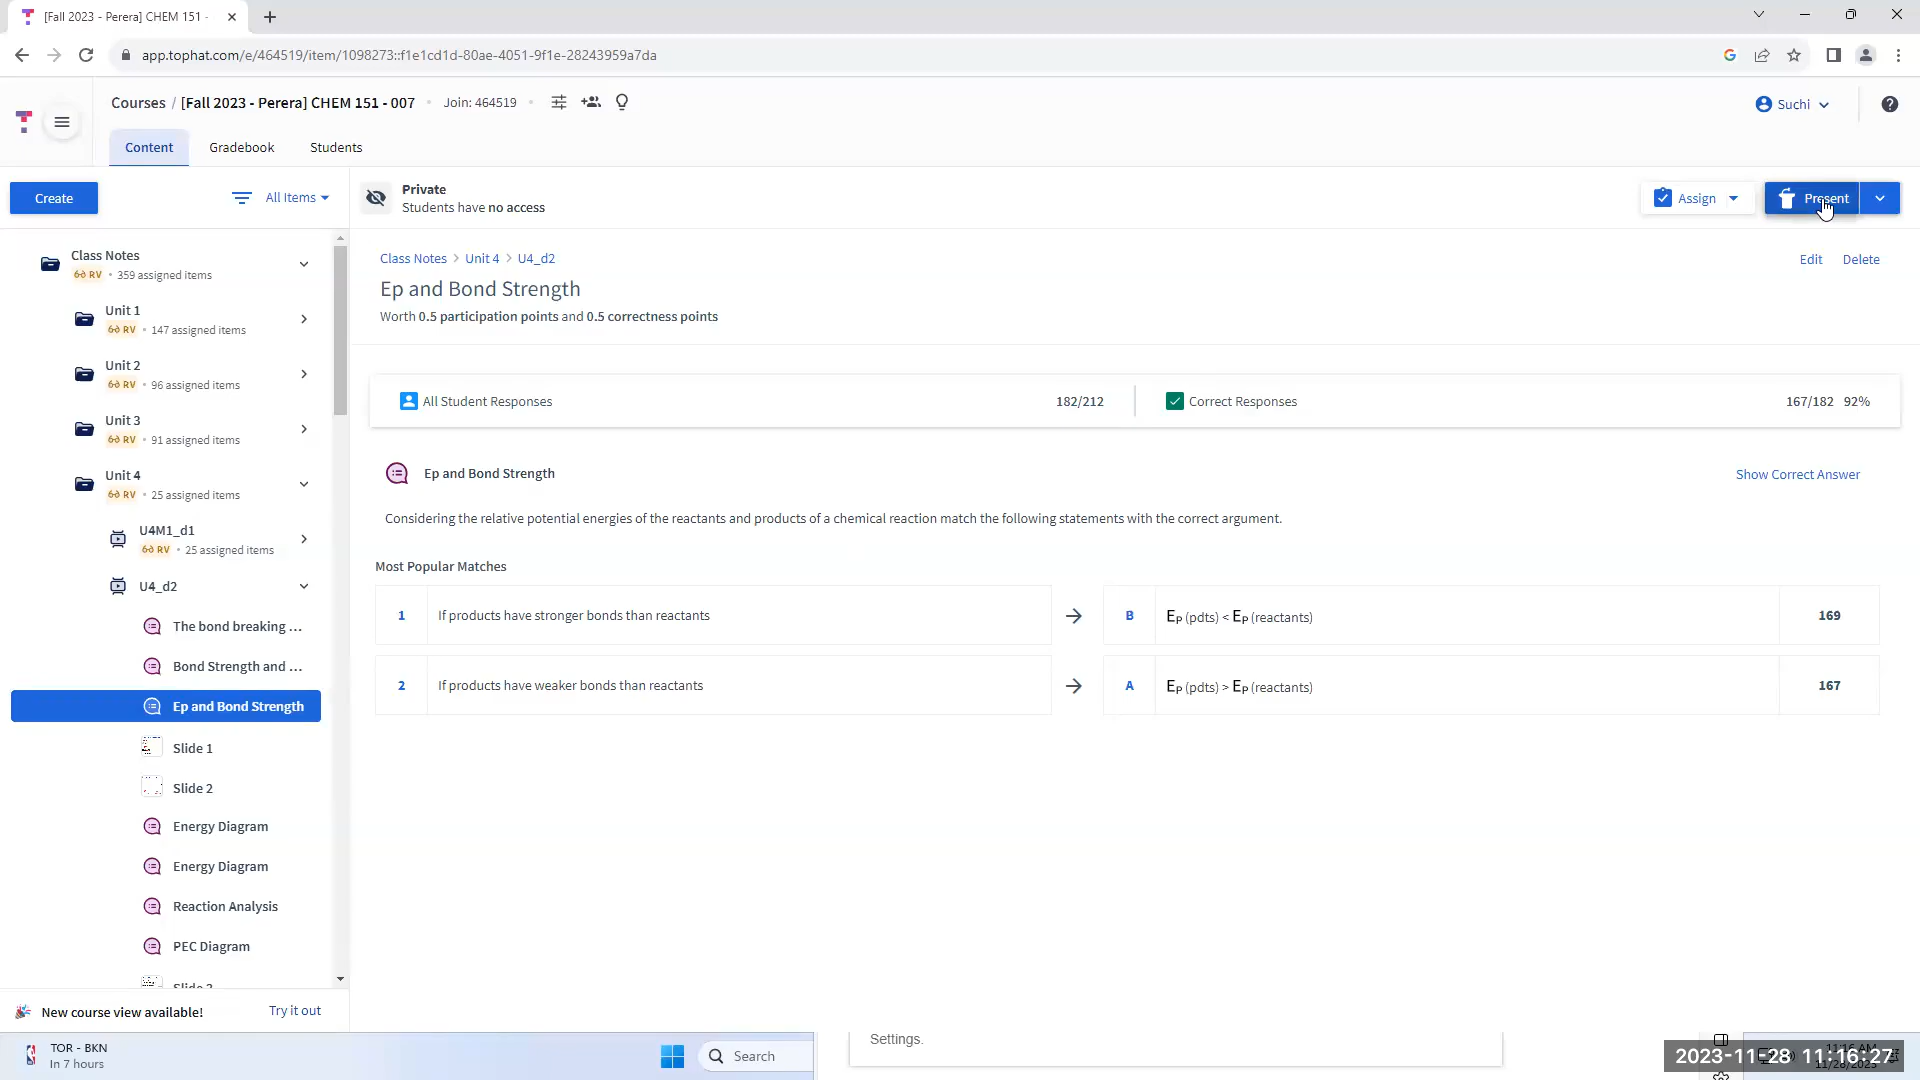 [Fall 2023 - Perera] CHEM 151 -
app.tophat.com/e/464519/item/1098273::f1e1cd1d-80ae-4051-9f1e-28243959a7da
Courses / [Fall 2023 - Perera] CHEM 151 - 007 • Join: 464519 •
Suchi
Content Gradebook Students
Create
All Items
Private
Students have no access
Assign
Present
Class Notes
RV • 359 assigned items
Unit 1
RV • 147 assigned items
Unit 2
RV • 96 assigned items
Unit 3
RV • 91 assigned items
Unit 4
RV • 25 assigned items
U4M1_d1
RV • 25 assigned items
U4_d2
The bond breaking ...
Bond Strength and ...
Ep and Bond Strength
Slide 1
Slide 2
Energy Diagram
Energy Diagram
Reaction Analysis
PEC Diagram
Slide 3
New course view available! Try it out
Class Notes > Unit 4 > U4_d2
Edit Delete
Ep and Bond Strength
Worth 0.5 participation points and 0.5 correctness points
All Student Responses 182/212
Correct Responses 167/182 92%
Ep and Bond Strength
Show Correct Answer
Considering the relative potential energies of the reactants and products of a chemical reaction match the following statements with the correct argument.
Most Popular Matches
1 If products have stronger bonds than reactants → B EP (pdts) < EP (reactants) 169
2 If products have weaker bonds than reactants → A EP (pdts) > EP (reactants) 167
TOR - BKN
In 7 hours
Search
Settings.
2023-11-28 11:16:27